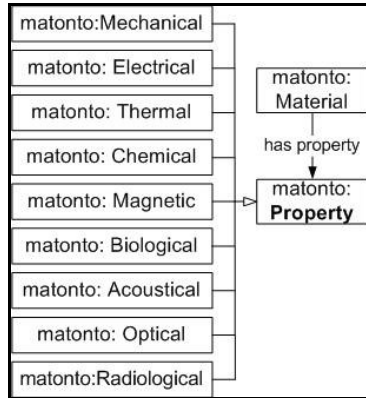 matonto:Mechanical
matonto: Electrical
matonto: Thermal
matonto: Chemical
matonto: Magnetic
matonto: Biological
matonto: Acoustical
matonto: Optical
matonto:Radiological
matonto:
Material
has property
matonto:
Property